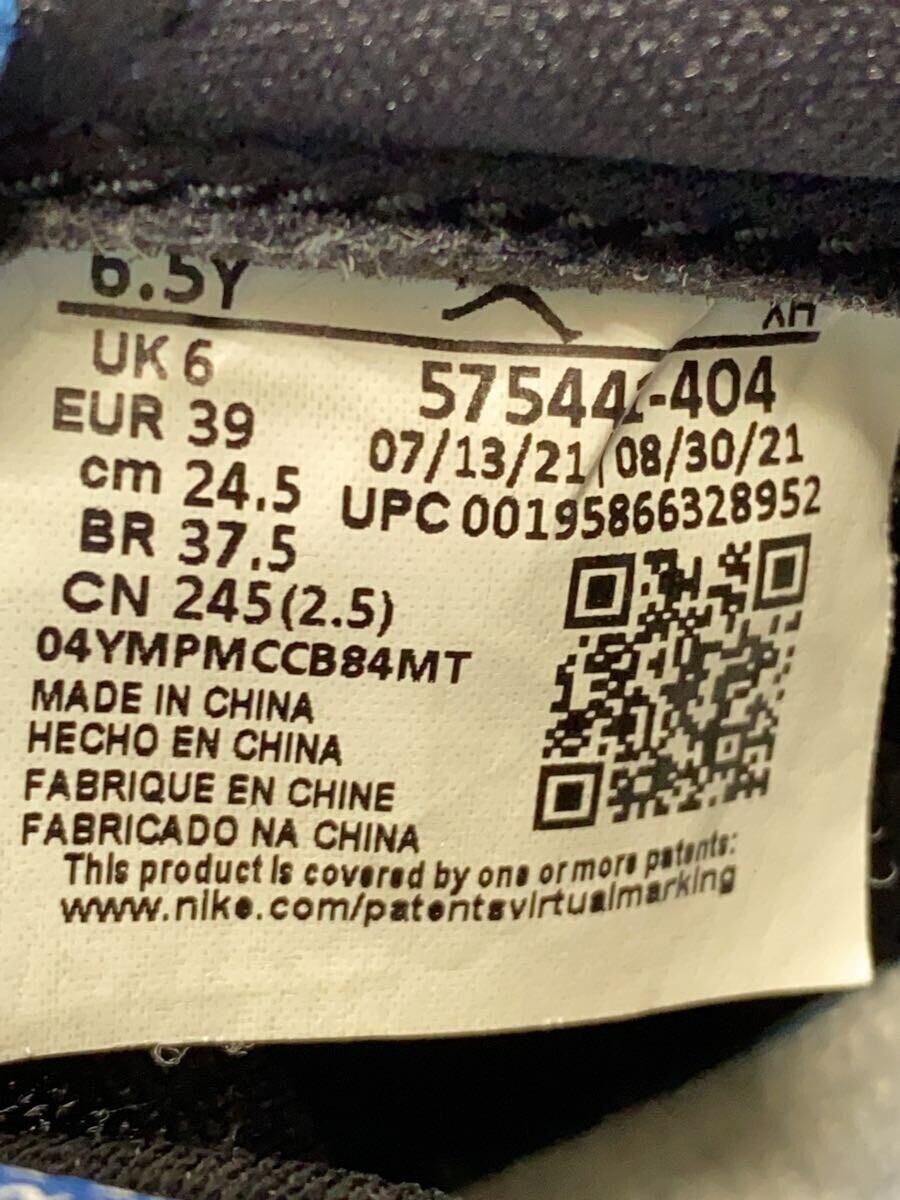 6.5Y XH
UK 6
EUR 39
cm 24.5
BR 37.5
CN 245(2.5)
575441-404
07/13/21 08/30/21
UPC 00195866328952
04YMPMCCB84MT
MADE IN CHINA
HECHO EN CHINA
FABRIQUE EN CHINE
FABRICADO NA CHINA
This product is covered by one or more patents:
www.nike.com/patentsvirtualmarking